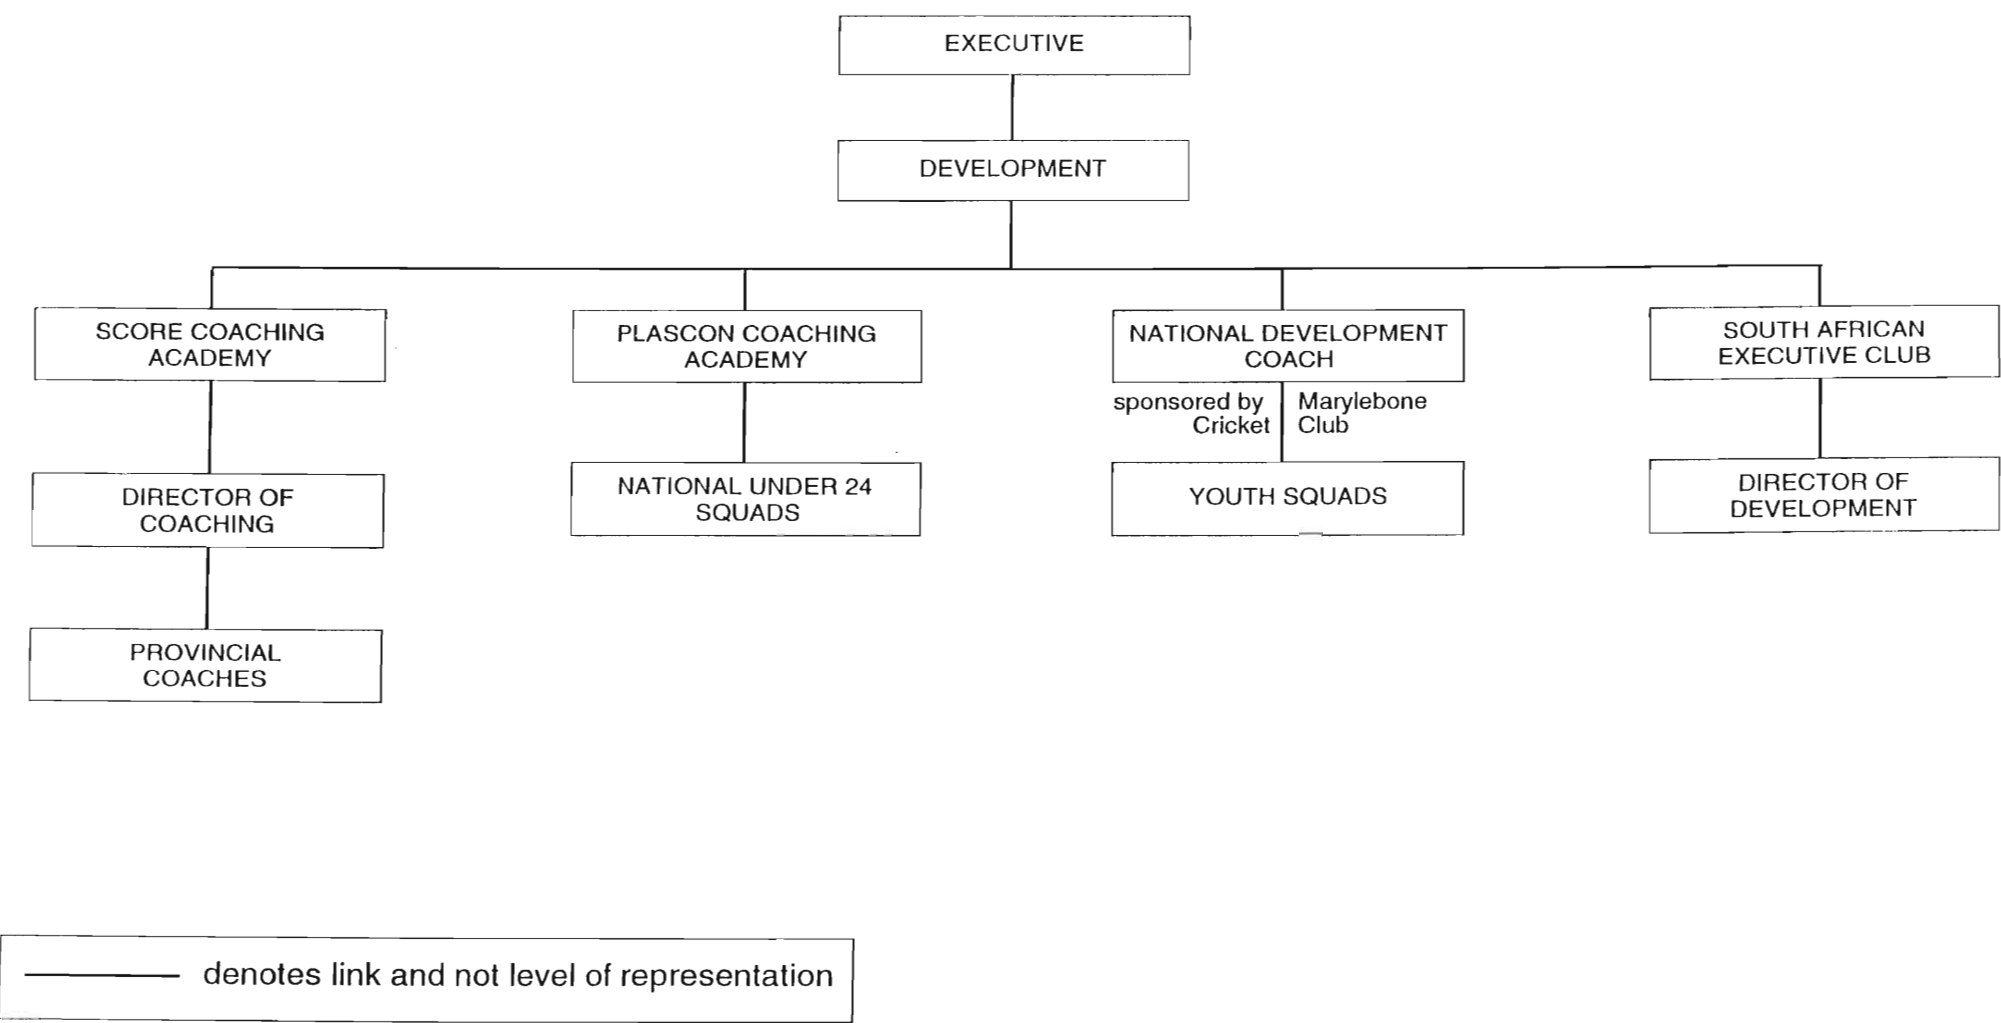 EXECUTIVE
DEVELOPMENT
SCORE COACHING
ACADEMY
PLASCON COACHING
ACADEMY
NATIONAL DEVELOPMENT
COACH
SOUTH AFRICAN
EXECUTIVE CLUB
sponsored by Marylebone
Cricket Club
DIRECTOR OF
COACHING
NATIONAL UNDER 24
SQUADS
YOUTH SQUADS
DIRECTOR OF
DEVELOPMENT
PROVINCIAL
COACHES
denotes link and not level of representation